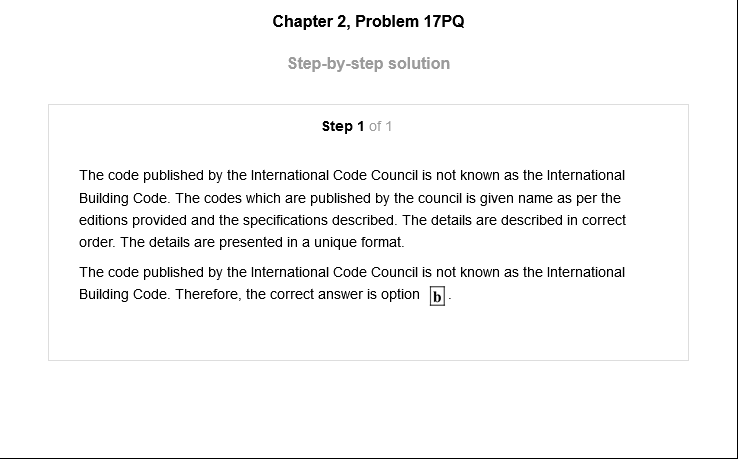 Chapter 2, Problem 17PQ
Step-by-step solution
Step 1 of 1
The code published by the International Code Council is not known as the International
Building Code. The codes which are published by the council is given name as per the
editions provided and the specifications described. The details are described in correct
order. The details are presented in a unique format.
The code published by the International Code Council is not known as the International
Building Code. Therefore, the correct answer is option b .